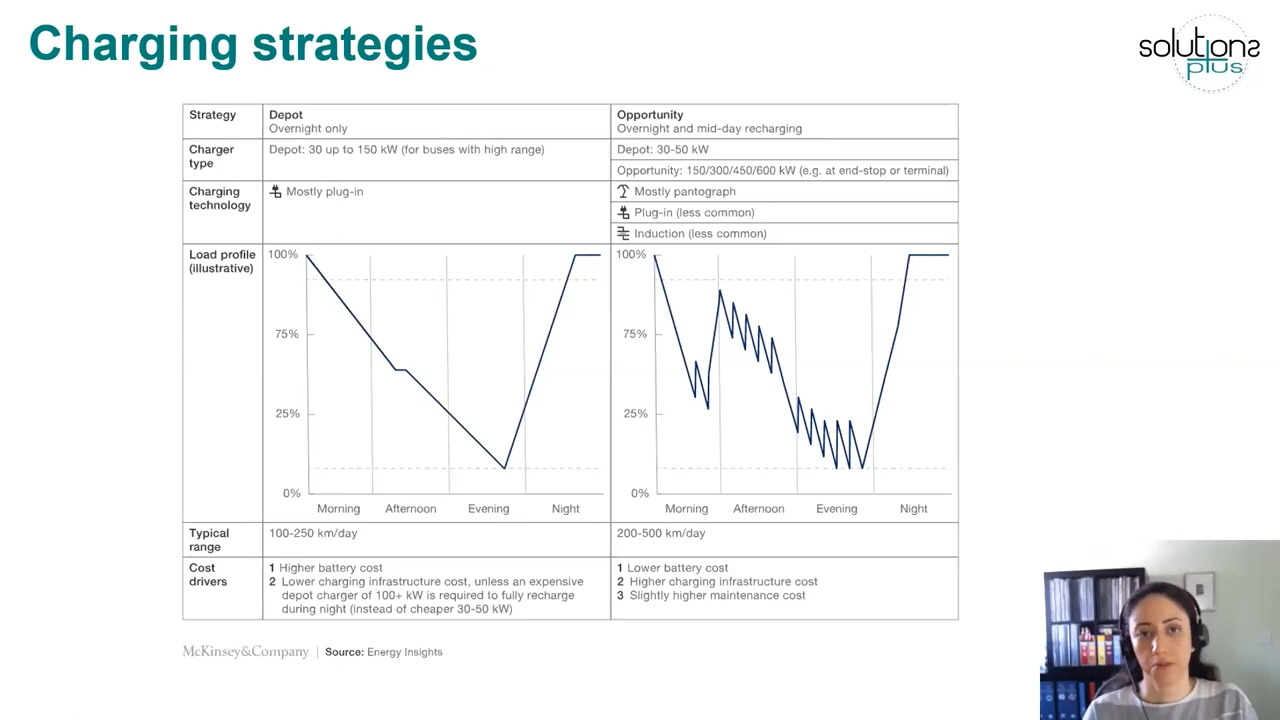 Charging strategies
solutions
plus
Strategy
Depot
Overnight only
Opportunity
Overnight and mid-day recharging
Charger
type
Depot: 30 up to 150 kW (for buses with high range)
Depot: 30-50 kW
Opportunity: 150/300/450/600 kW (e.g. at end-stop or terminal)
Charging
technology
Mostly plug-in
Mostly pantograph
Plug-in (less common)
Induction (less common)
Load profile
(illustrative)
100%
75%
25%
0%
Morning Afternoon Evening Night
100%
75%
25%
0%
Morning Afternoon Evening Night
Typical
range
100-250 km/day
200-500 km/day
Cost
drivers
1 Higher battery cost
2 Lower charging infrastructure cost, unless an expensive
depot charger of 100+ kW is required to fully recharge
during night (instead of cheaper 30-50 kW)
1 Lower battery cost
2 Higher charging infrastructure cost
3 Slightly higher maintenance cost
McKinsey&Company | Source: Energy Insights